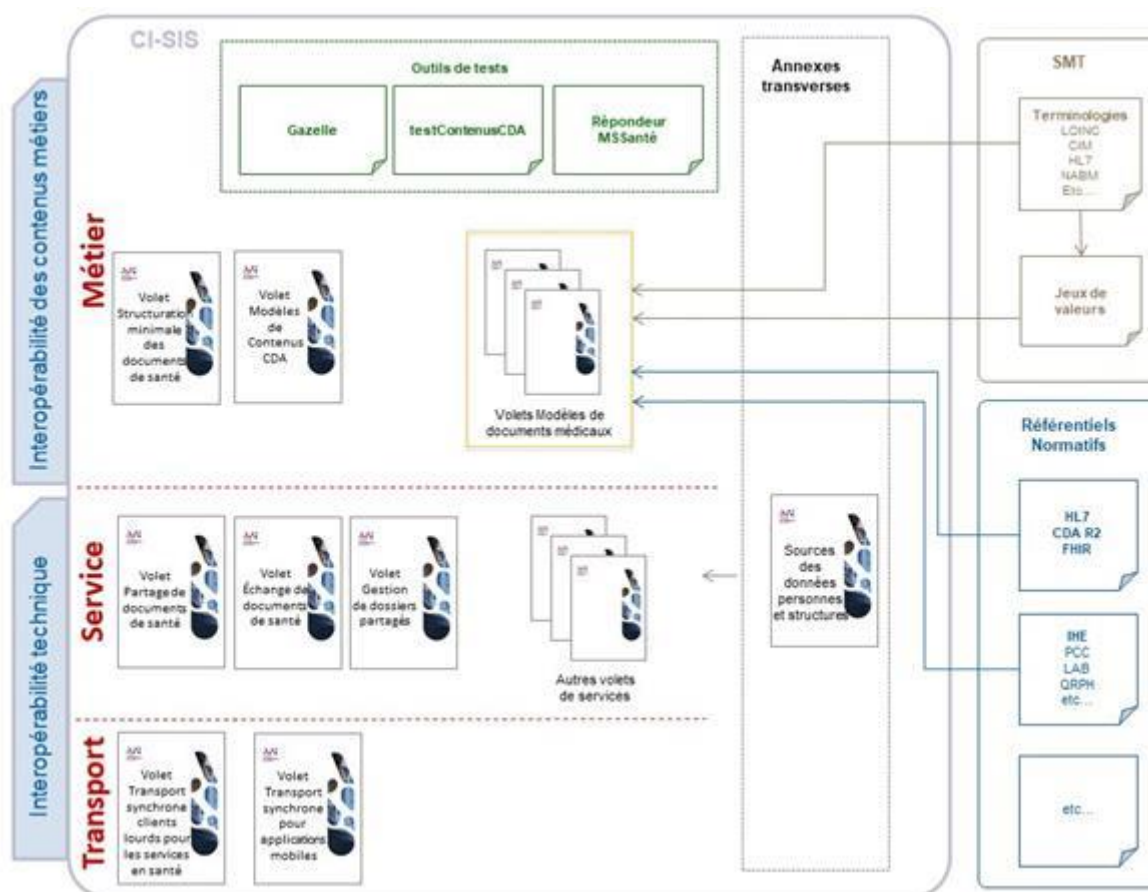 CI-SIS
Interopérabilité des contenus métiers
Interopérabilité technique
Métier
Outils de tests
Gazelle
testContenusCDA
Répondeur
MSSanté
Annexes
transverses
Volet
Structuration
minimale
des
documents
de santé
Volet
Modèles
de
Contenus
CDA
Volets Modèles de
documents médicaux
Service
Volet
Partage de
documents
de santé
Volet
Échange de
documents
de santé
Volet
Gestion
de dossiers
partagés
Autres volets
de services
Sources
des
données
personnes
et structures
Transport
Volet
Transport
synchrone
clients
lourds pour
les services
en santé
Volet
Transport
synchrone
pour
applications
mobiles
SMT
Terminologies
LOINC
CIM
HL7
NABM
Etc...
Jeux de
valeurs
Référentiels
Normatifs
HL7
CDA R2
FHIR
IHE
PCC
LAB
QRPH
etc...
etc...